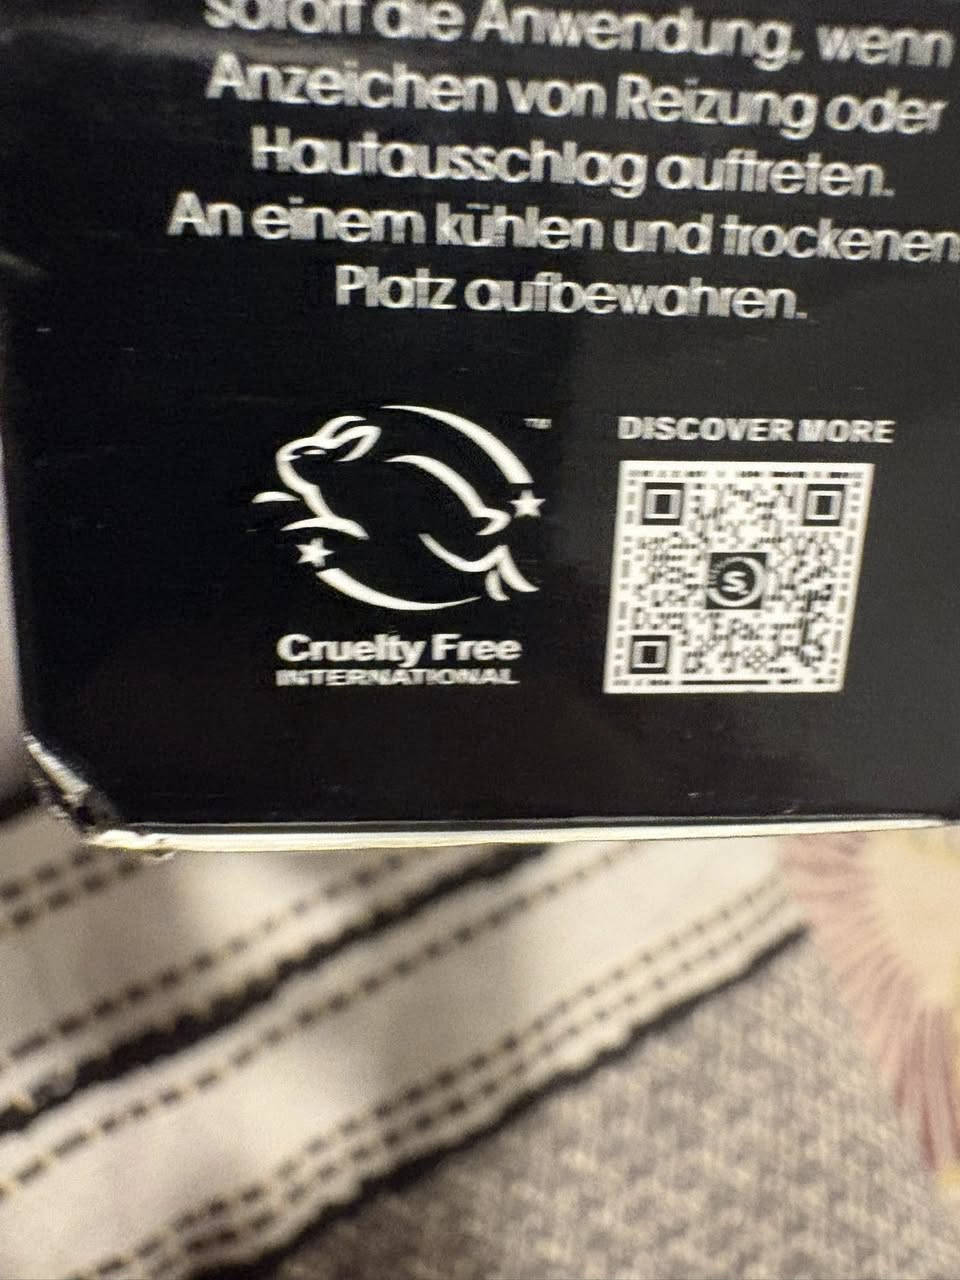 sofort die Anwendung, wenn
Anzeichen von Reizung oder
Hautausschlag auftreten.
An einem kühlen und trockenen
Platz aufbewahren.
TM
DISCOVER MORE
S
Cruelty Free
INTERNATIONAL